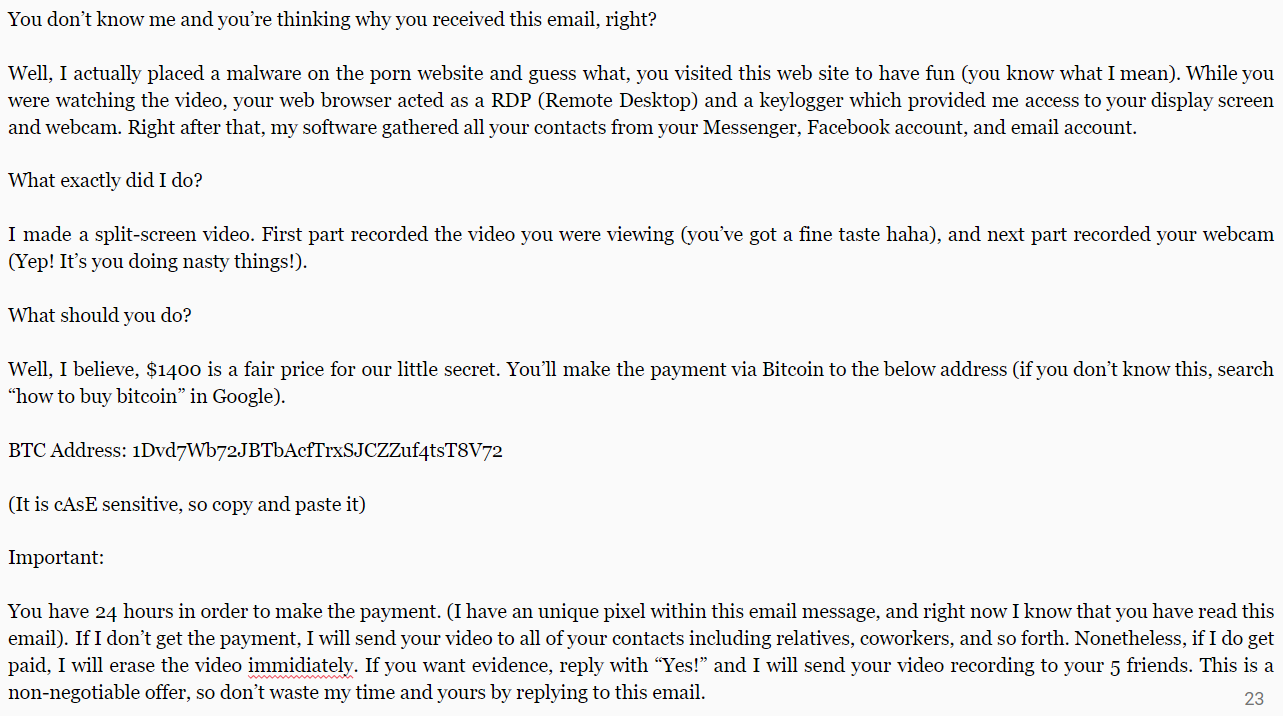 You don’t know me and you’re thinking why you received this email, right?
Well, I actually placed a malware on the porn website and guess what, you visited this web site to have fun (you know what I mean). While you
were watching the video, your web browser acted as a RDP (Remote Desktop) and a keylogger which provided me access to your display screen
and webcam. Right after that, my software gathered all your contacts from your Messenger, Facebook account, and email account.
What exactly did I do?
I made a split-screen video. First part recorded the video you were viewing (you’ve got a fine taste haha), and next part recorded your webcam
(Yep! It’s you doing nasty things!).
What should you do?
Well, I believe, $1400 is a fair price for our little secret. You’ll make the payment via Bitcoin to the below address (if you don’t know this, search
“how to buy bitcoin” in Google).
BTC Address: 1Dvd7Wb72JBTbAcfTrxSJCZZuf4tsT8V72
(It is cAsE sensitive, so copy and paste it)
Important:
You have 24 hours in order to make the payment. (I have an unique pixel within this email message, and right now I know that you have read this
email). If I don’t get the payment, I will send your video to all of your contacts including relatives, coworkers, and so forth. Nonetheless, if I do get
paid, I will erase the video immidiately. If you want evidence, reply with “Yes!” and I will send your video recording to your 5 friends. This is a
non-negotiable offer, so don’t waste my time and yours by replying to this email.
23